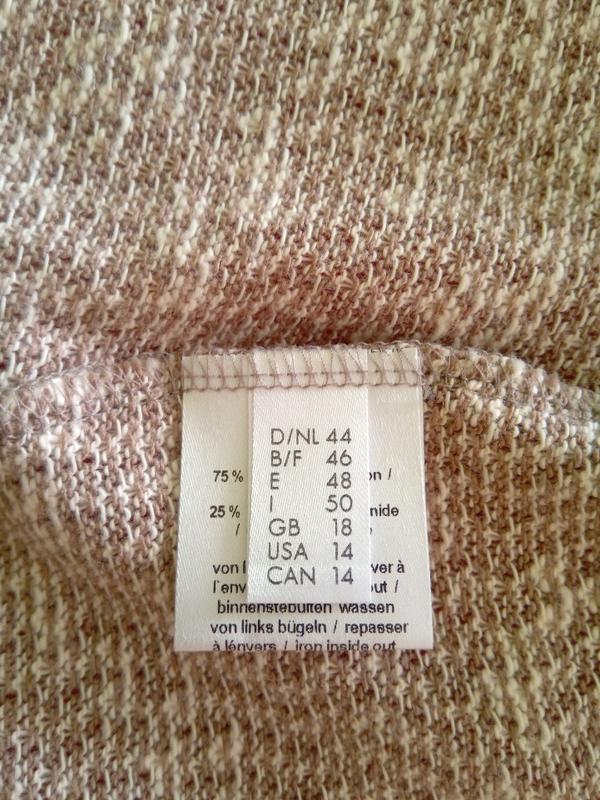 D/NL 44
B/F 46
E 48
I 50
GB 18
USA 14
CAN 14
75 %
25 %
/
/
von
à
l'env
/
binnenstebuiten wassen
von links bügeln / repasser
à lénvers / iron inside out